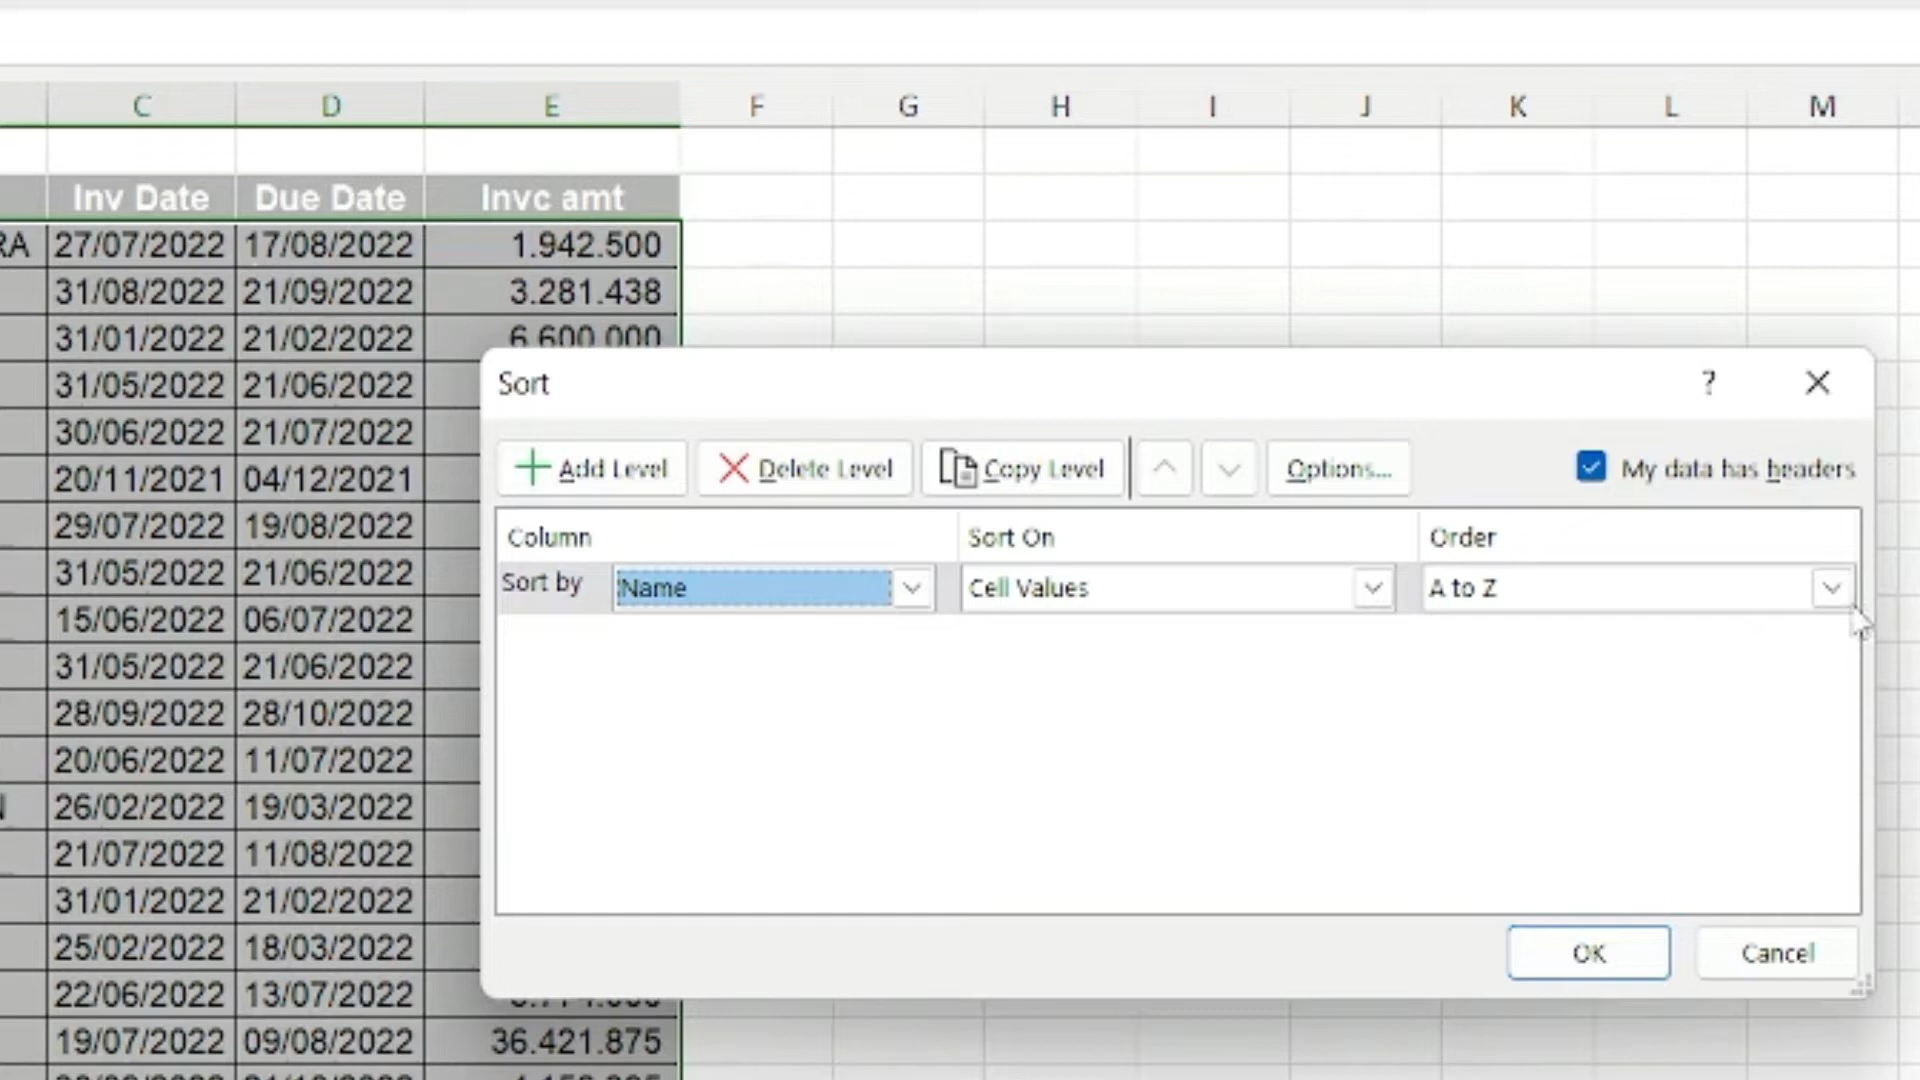 C D E F G H I J K L M
Inv Date Due Date Invc amt
RA 27/07/2022 17/08/2022 1.942.500
31/08/2022 21/09/2022 3.281.438
31/01/2022 21/02/2022 6.600.000
31/05/2022 21/06/2022
30/06/2022 21/07/2022
20/11/2021 04/12/2021
29/07/2022 19/08/2022
31/05/2022 21/06/2022
15/06/2022 06/07/2022
31/05/2022 21/06/2022
28/09/2022 28/10/2022
20/06/2022 11/07/2022
26/02/2022 19/03/2022
21/07/2022 11/08/2022
31/01/2022 21/02/2022
25/02/2022 18/03/2022
22/06/2022 13/07/2022
19/07/2022 09/08/2022 36.421.875
Sort ?
Add Level Delete Level Copy Level Options... My data has headers
Column Sort On Order
Sort by Name Cell Values A to Z
OK Cancel